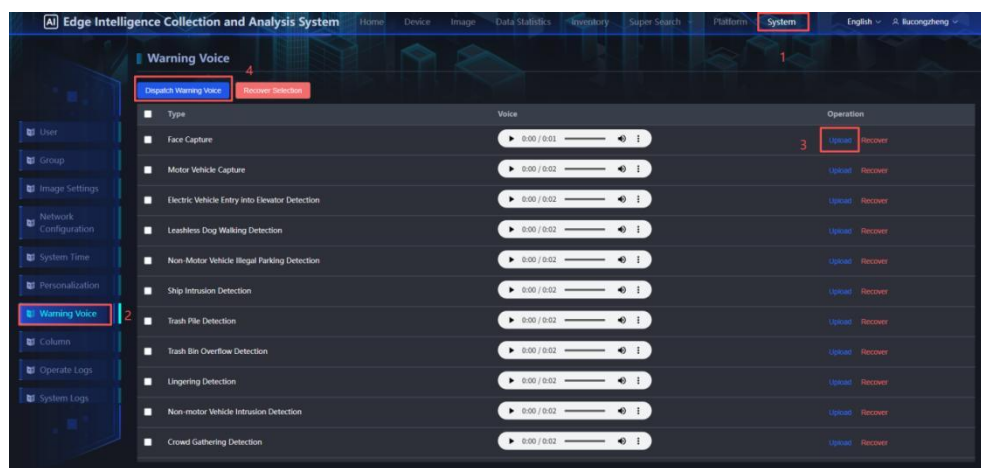 AI Edge Intelligence Collection and Analysis System Home Device Image Data Statistics Inventory Super Search Platform System English liucongzheng
1
Warning Voice
4
Dispatch Warning Voice Recover Selection
Type Voice Operation
User
Group
Image Settings
Network
Configuration
System Time
Personalization
Warning Voice 2
Column
Operate Logs
System Logs
Face Capture 0:00 / 0:01 3 Upload Recover
Motor Vehicle Capture 0:00 / 0:02 Upload Recover
Electric Vehicle Entry into Elevator Detection 0:00 / 0:02 Upload Recover
Leashless Dog Walking Detection 0:00 / 0:02 Upload Recover
Non-Motor Vehicle Illegal Parking Detection 0:00 / 0:02 Upload Recover
Ship Intrusion Detection 0:00 / 0:02 Upload Recover
Trash Pile Detection 0:00 / 0:02 Upload Recover
Trash Bin Overflow Detection 0:00 / 0:02 Upload Recover
Lingering Detection 0:00 / 0:02 Upload Recover
Non-motor Vehicle Intrusion Detection 0:00 / 0:02 Upload Recover
Crowd Gathering Detection 0:00 / 0:02 Upload Recover